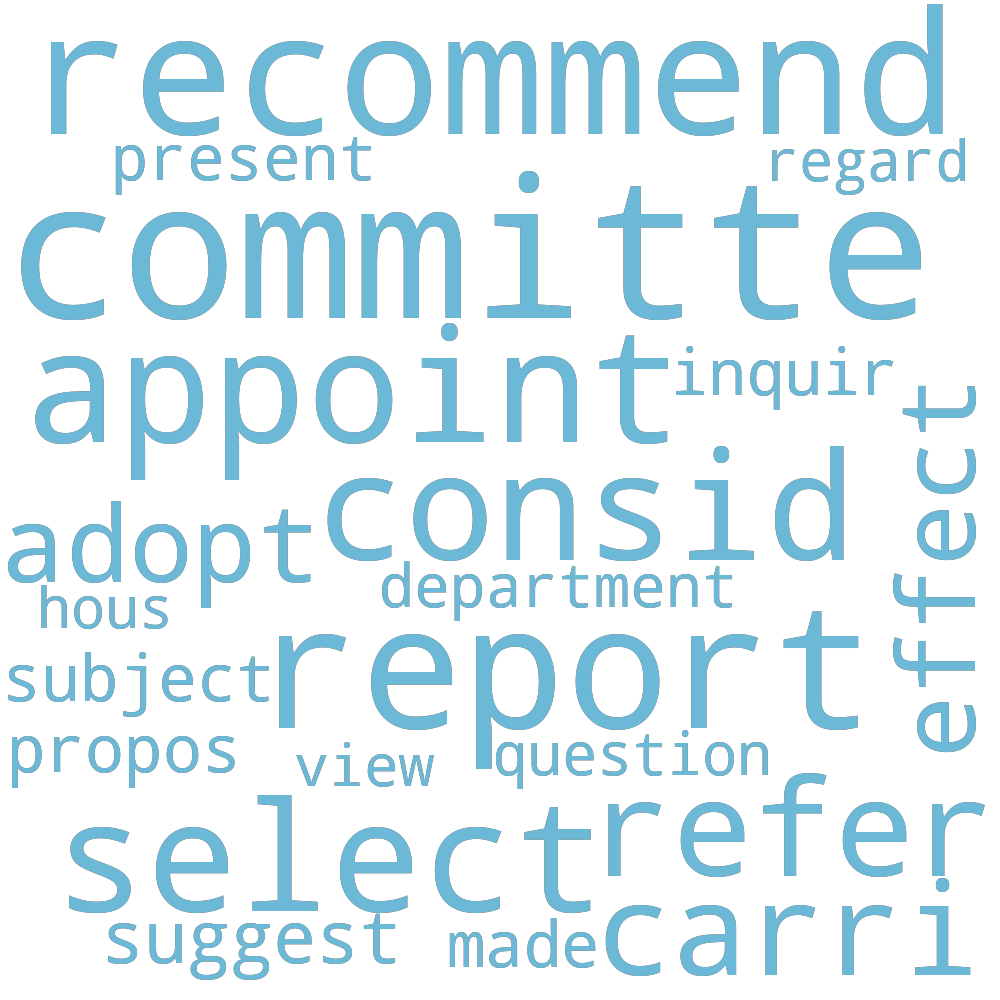 recommend
present regard
committe
appoint
inquir
effect
consid
adopt
department
hous
report
subject
propos
view question
select refer
suggest made carri